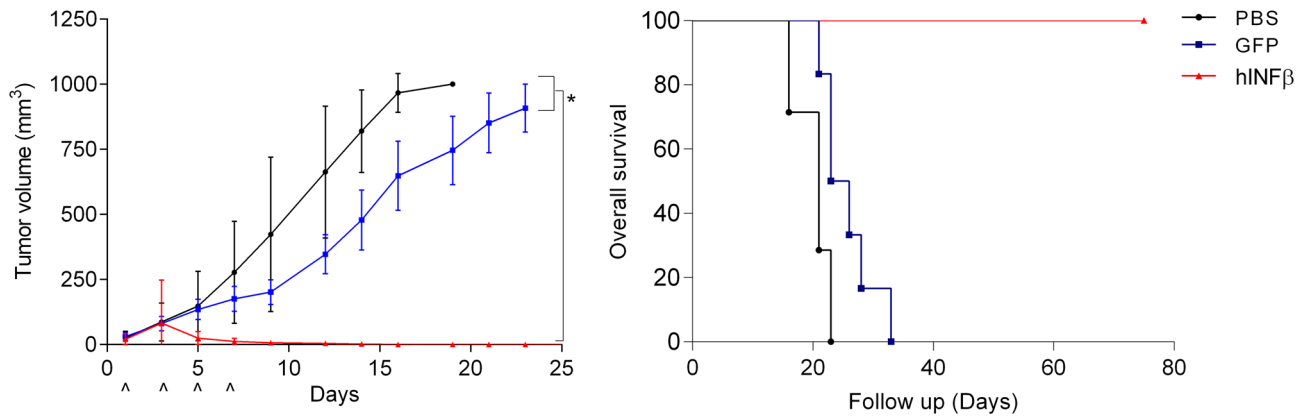 Tumor volume (mm³)
1250
1000
750
500
250
0
0 5 10 15 20 25
^ ^ ^ ^
Days
*
Overall survival
100
80
60
40
20
0
0 20 40 60 80
Follow up (Days)
PBS
GFP
hINFβ